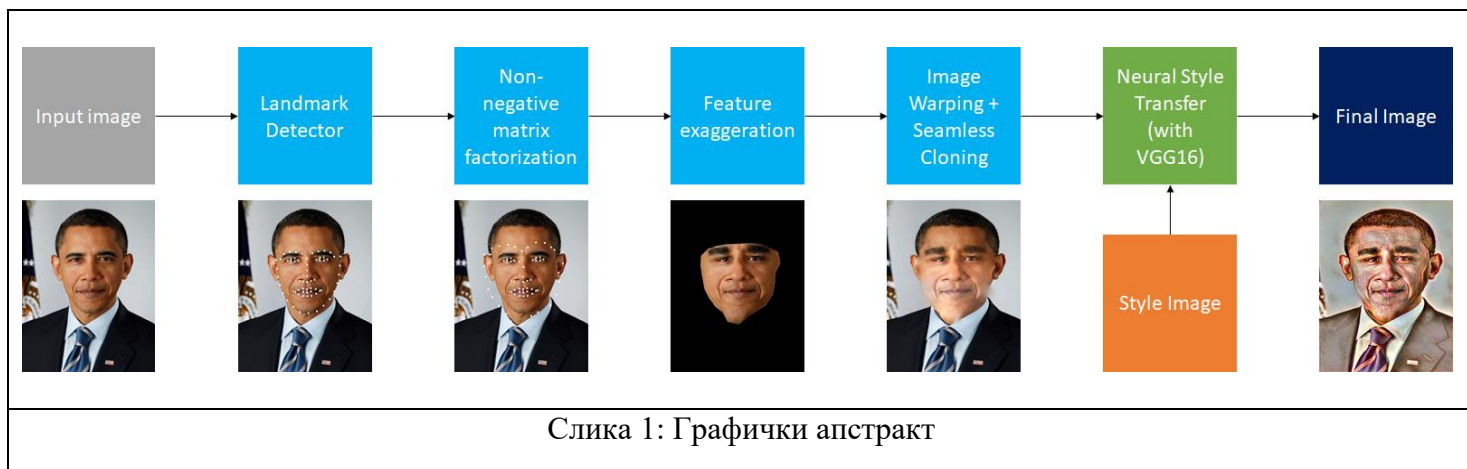 Input image
Landmark
Detector
Non-
negative
matrix
factorization
Feature
exaggeration
Image
Warping +
Seamless
Cloning
Neural Style
Transfer
(with
VGG16)
Final Image
Style Image
Слика 1: Графички апстракт